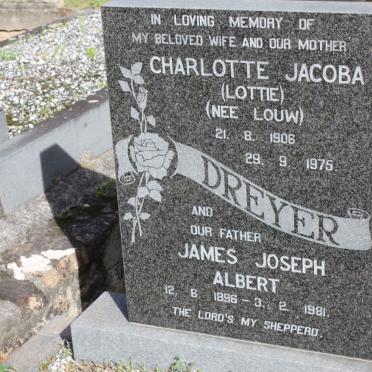 IN LOVING MEMORY OF
MY BELOVED WIFE AND OUR MOTHER
CHARLOTTE JACOBA
(LOTTIE)
(NEE LOUW)
21. 8. 1906
29. 9. 1975.
DREYER
AND
OUR FATHER
JAMES JOSEPH
ALBERT
12. 6. 1896 - 3. 2. 1981.
THE LORD'S MY SHEPPERD.